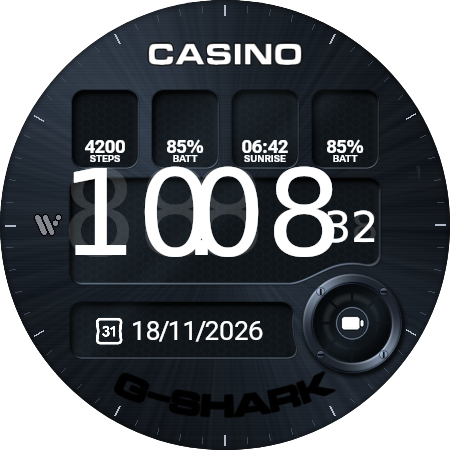 CASINO
4200 85% 06:42 85%
STEPS BATT SUNRISE BATT
10 08 32
31 18/11/2026
G-SHARK